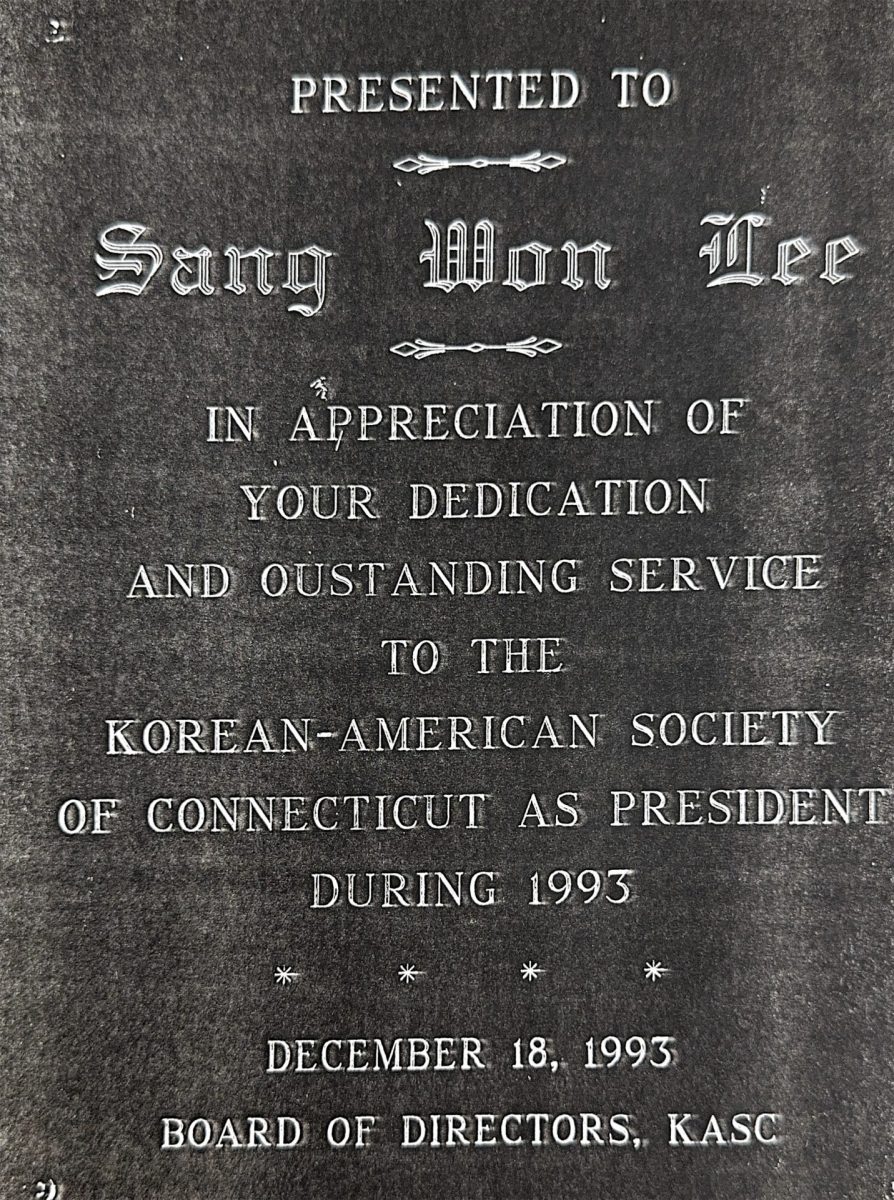 PRESENTED TO
Sang Won Lee
IN APPRECIATION OF
YOUR DEDICATION
AND OUSTANDING SERVICE
TO THE
KOREAN-AMERICAN SOCIETY
OF CONNECTICUT AS PRESIDENT
DURING 1993
* * * *
DECEMBER 18, 1993
BOARD OF DIRECTORS, KASC